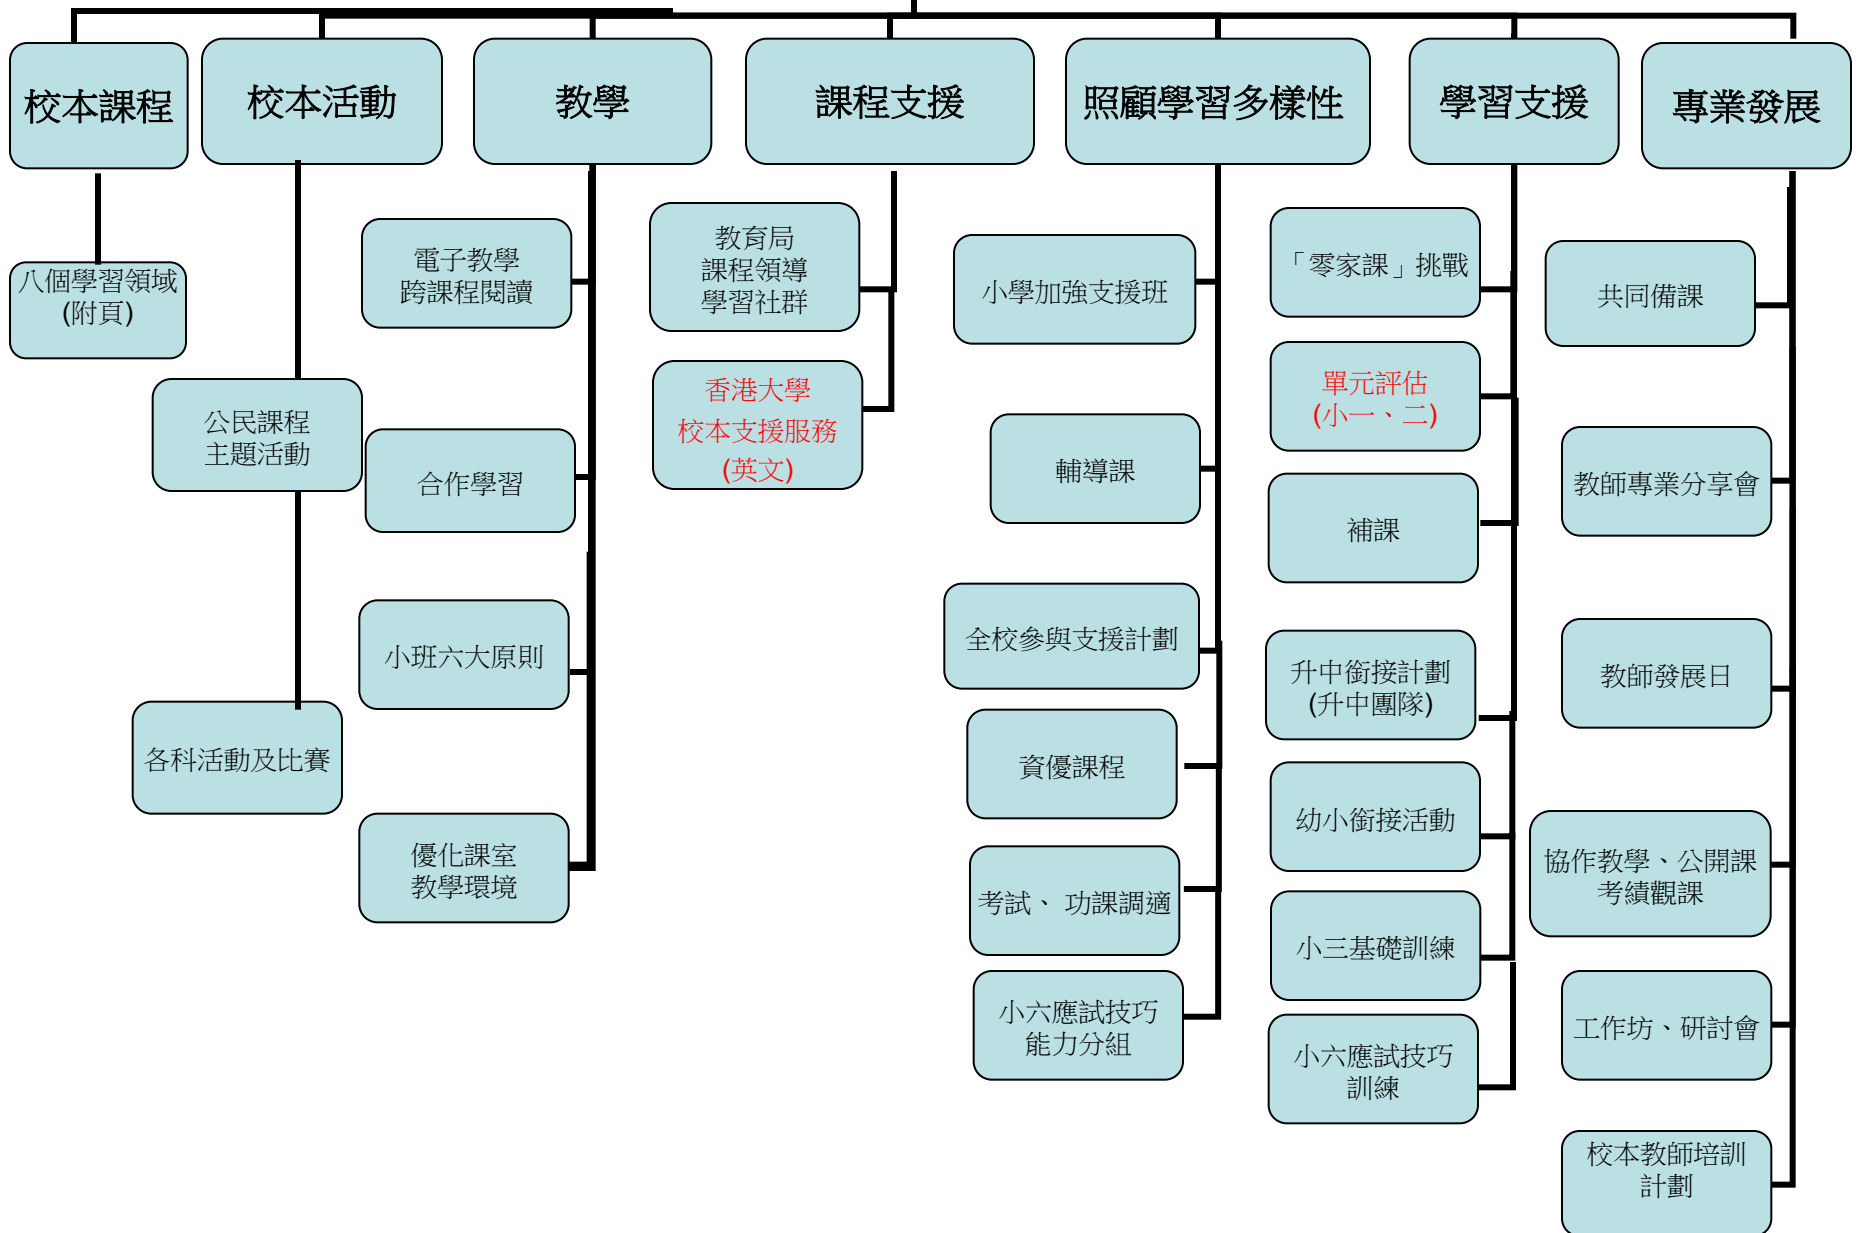 校本課程
校本活動
教學
課程支援
照顧學習多樣性
學習支援
專業發展
八個學習領域
(附頁)
公民課程
主題活動
各科活動及比賽
電子教學
跨課程閱讀
合作學習
小班六大原則
優化課室
教學環境
教育局
課程領導
學習社群
香港大學
校本支援服務
(英文)
小學加強支援班
輔導課
全校參與支援計劃
資優課程
考試、 功課調適
小六應試技巧
能力分組
「零家課」挑戰
單元評估
(小一、二)
補課
升中銜接計劃
(升中團隊)
幼小銜接活動
小三基礎訓練
小六應試技巧
訓練
共同備課
教師專業分享會
教師發展日
協作教學、公開課
考績觀課
工作坊、研討會
校本教師培訓
計劃